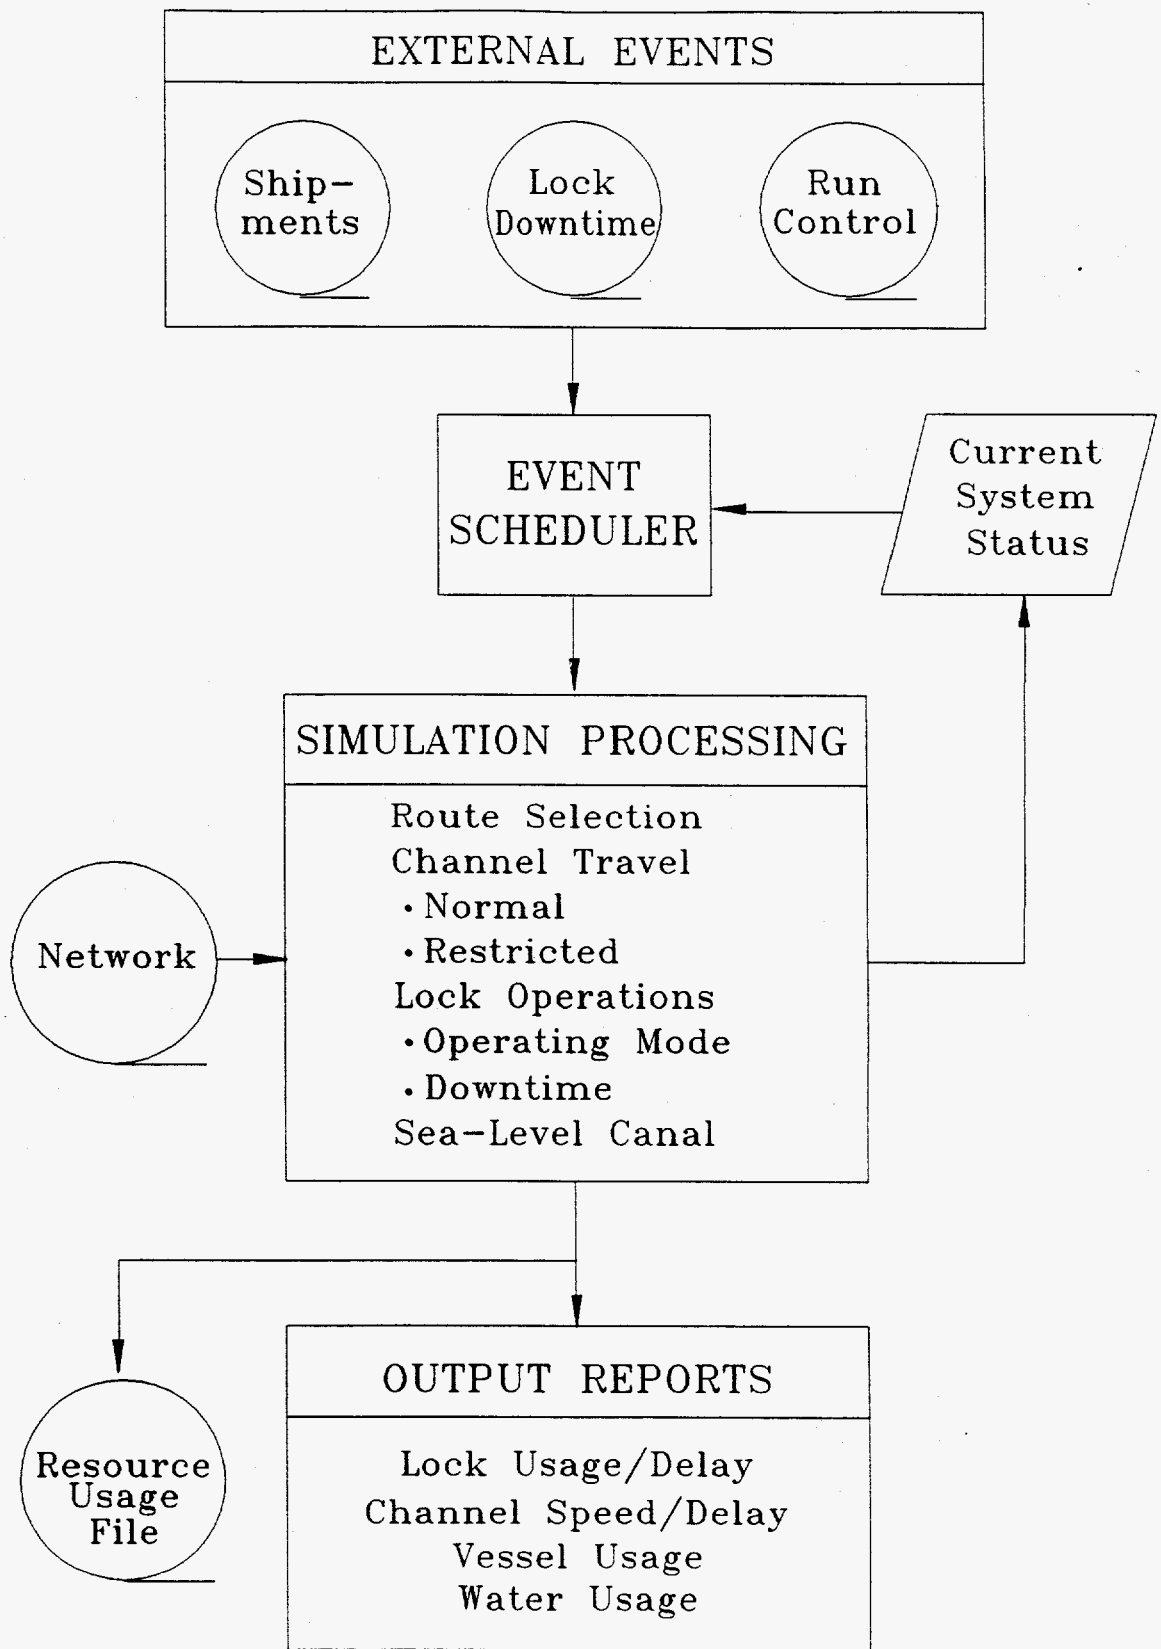 EXTERNAL EVENTS
Ship-
ments
Lock
Downtime
Run
Control
EVENT
SCHEDULER
Current
System
Status
SIMULATION PROCESSING
Route Selection
Channel Travel
• Normal
• Restricted
Lock Operations
• Operating Mode
• Downtime
Sea-Level Canal
Network
OUTPUT REPORTS
Lock Usage/Delay
Channel Speed/Delay
Vessel Usage
Water Usage
Resource
Usage
File